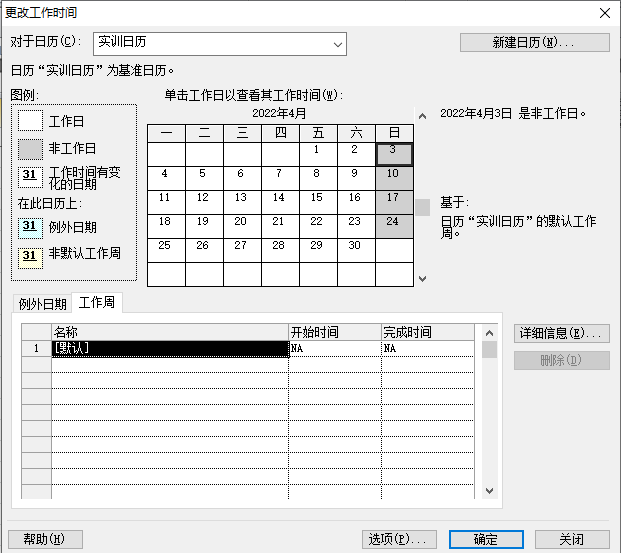 更改工作时间
对于日历(C): 实训日历 新建日历(N)...
日历“实训日历”为基准日历。
图例: 单击工作日以查看其工作时间(W):
工作日
非工作日
31 工作时间有变化的日期
在此日历上:
31 例外日期
31 非默认工作周
2022年4月
一 二 三 四 五 六 日
1 2 3
4 5 6 7 8 9 10
11 12 13 14 15 16 17
18 19 20 21 22 23 24
25 26 27 28 29 30
2022年4月3日 是非工作日。
基于:
日历“实训日历”的默认工作
周。
例外日期 工作周
名称 开始时间 完成时间
1 [默认] NA NA
详细信息(E)...
删除(D)
帮助(H) 选项(P)... 确定 关闭